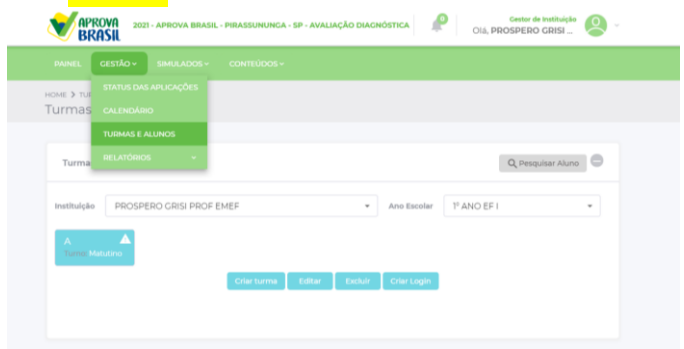 APROVA BRASIL
2021 - APROVA BRASIL - PIRASSUNUNGA - SP - AVALIAÇÃO DIAGNÓSTICA
Gestor de Instituição
Olá, PROSPERO GRISI ...
PAINEL GESTÃO SIMULADOS CONTEÚDOS
STATUS DAS APLICAÇÕES
HOME > TU
Turmas
CALENDÁRIO
TURMAS E ALUNOS
RELATÓRIOS
Turma
Pesquisar Aluno
Instituição PROSPERO GRISI PROF EMEF Ano Escolar 1º ANO EF I
A
Turno: Matutino
Criar turma Editar Excluir Criar Login